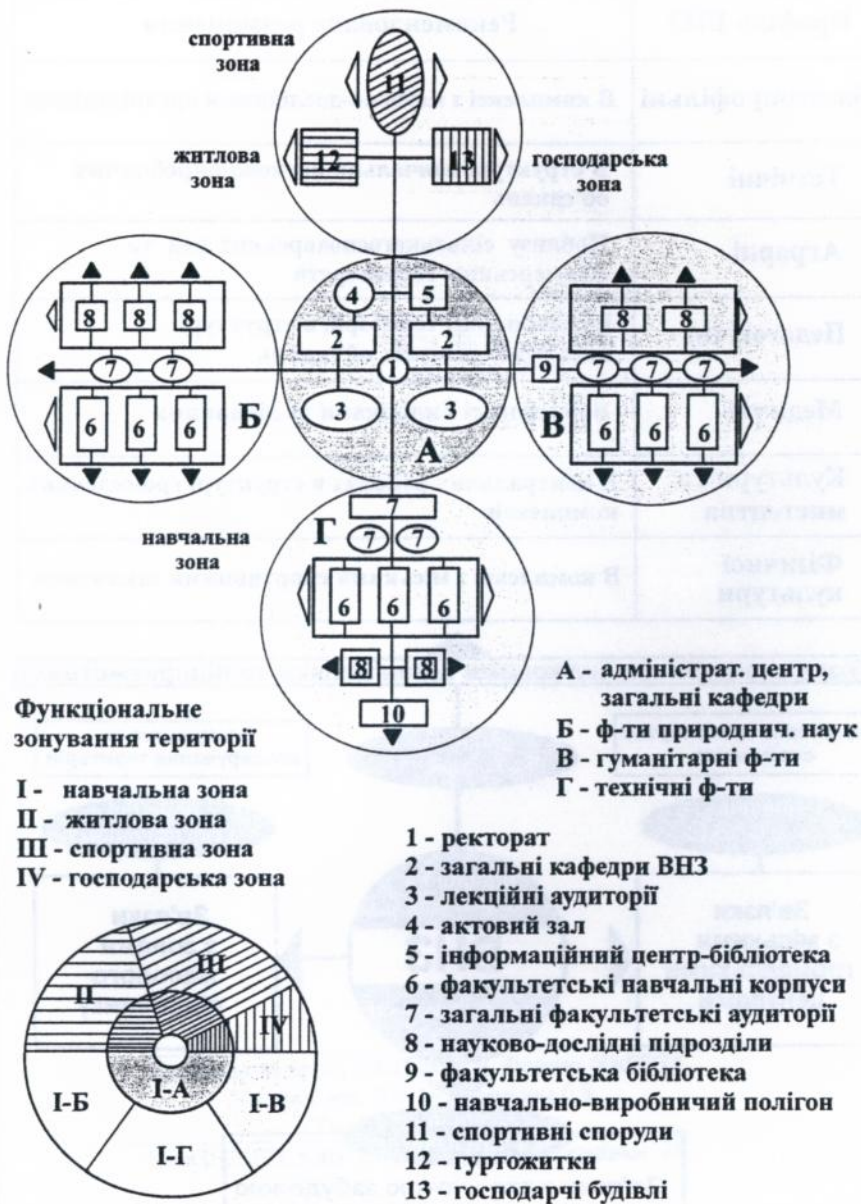 спортивна
зона
11
житлова
зона
12
13
господарська
зона
4
5
2
2
1
3
3
А
8
8
8
7
7
6
6
6
Б
8
8
9
7
7
7
6
6
6
В
навчальна
зона
Г
7
7
6
6
6
8
8
10
А - адміністрат. центр,
загальні кафедри
Б - ф-ти природнич. наук
В - гуманітарні ф-ти
Г - технічні ф-ти
Функціональне
зонування території
I - навчальна зона
II - житлова зона
III - спортивна зона
IV - господарська зона
1 - ректорат
2 - загальні кафедри ВНЗ
3 - лекційні аудиторії
4 - актовий зал
5 - інформаційний центр-бібліотека
6 - факультетські навчальні корпуси
7 - загальні факультетські аудиторії
8 - науково-дослідні підрозділи
9 - факультетська бібліотека
10 - навчально-виробничий полігон
11 - спортивні споруди
12 - гуртожитки
13 - господарчі будівлі
II
III
IV
I-А
I-Б
I-В
I-Г